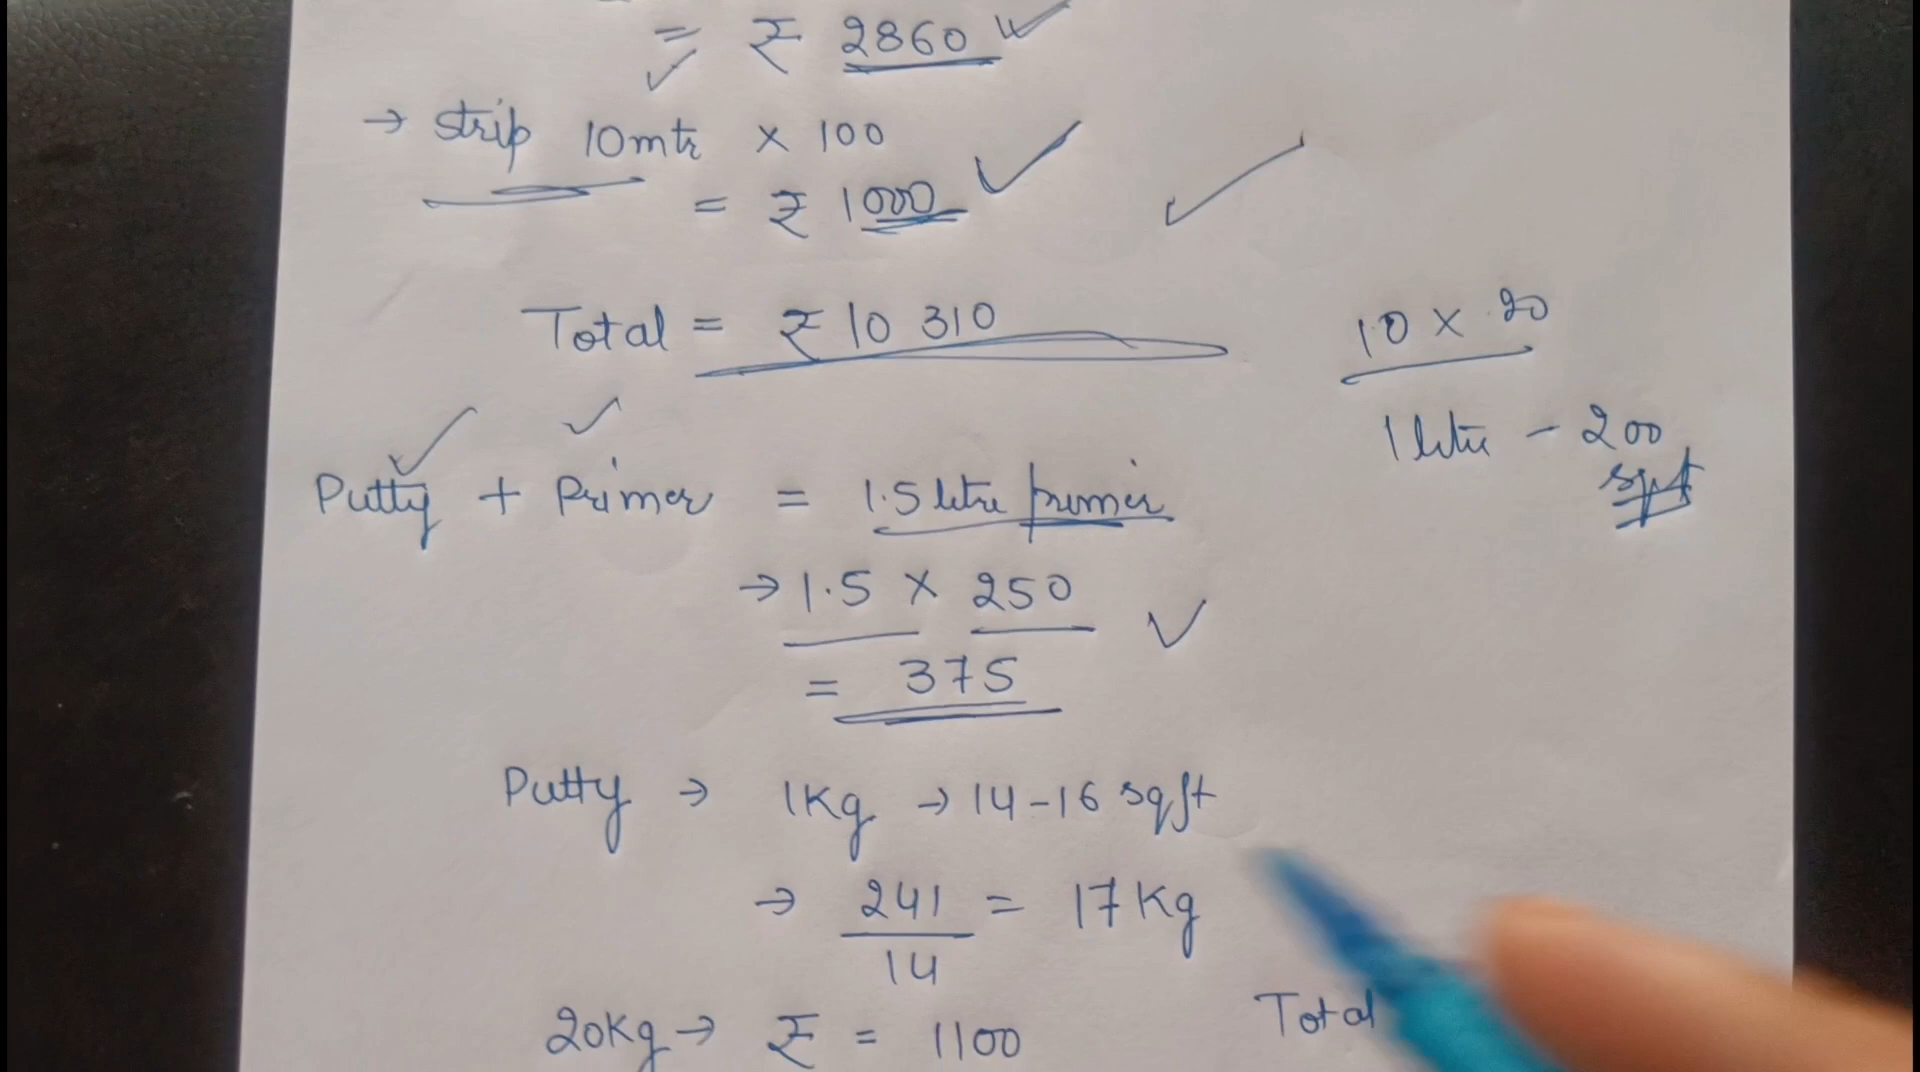 = ₹ 2860
→ strip 10mtr × 100
= ₹ 1000
Total = ₹ 10 310
10 × 20
1 litre - 200
sqft
Putty + Primer = 1.5 litre primer
→ 1.5 × 250
= 375
Putty → 1Kg → 14-16 sqft
→ 241 = 17 Kg
14
20Kg → ₹ = 1100
Total